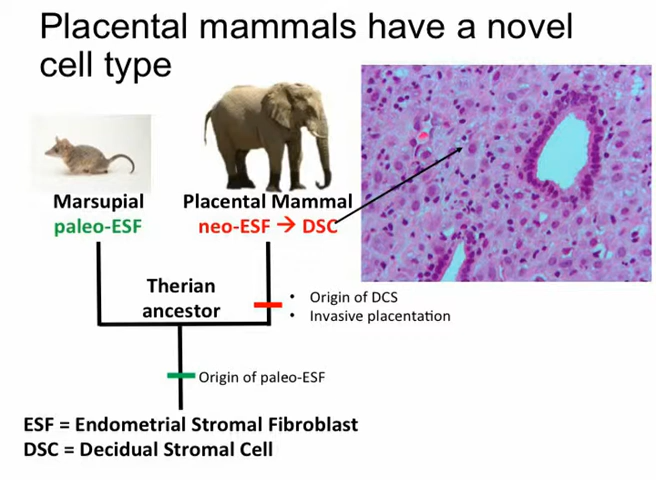 Placental mammals have a novel
cell type
Marsupial
paleo-ESF
Placental Mammal
neo-ESF → DSC
Therian
ancestor
• Origin of DCS
• Invasive placentation
Origin of paleo-ESF
ESF = Endometrial Stromal Fibroblast
DSC = Decidual Stromal Cell